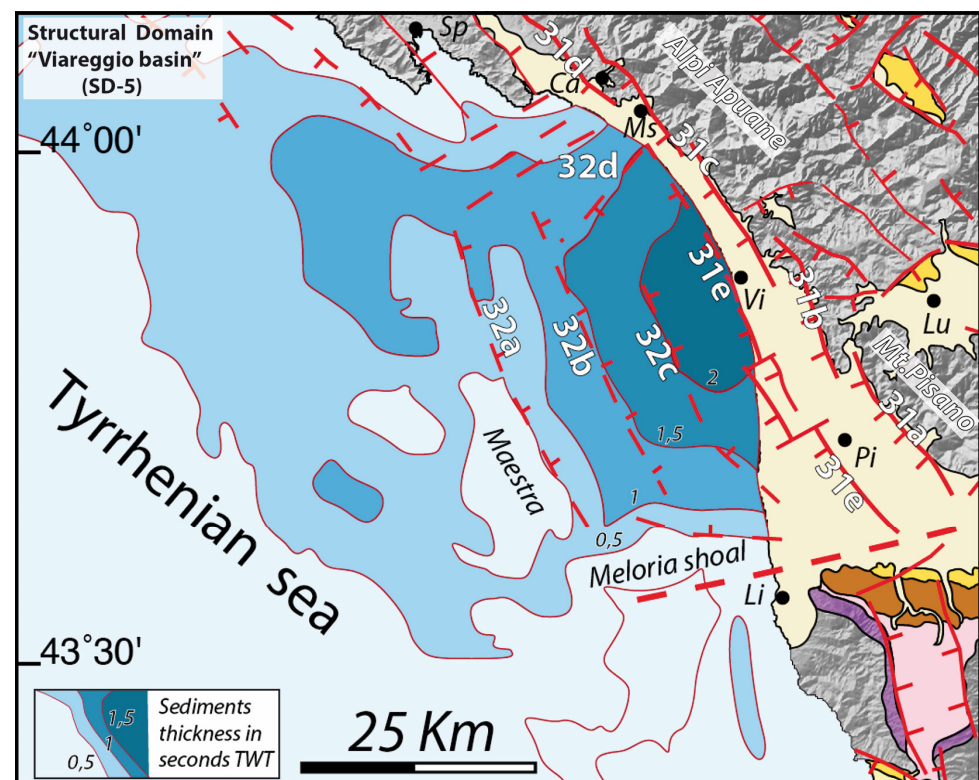 Structural Domain
“Viareggio basin”
(SD-5)
Sp
31d
Ca
Alpi Apuane
44°00'
Ms
31c
32d
31e
Vi
31b
Lu
32a
32b
32c
Mt.Pisano
2
31a
Tyrrhenian sea
Maestra
1,5
Pi
31e
1
0,5
Meloria shoal
Li
43°30'
1,5
1
0,5
Sediments
thickness in
seconds TWT
25 Km